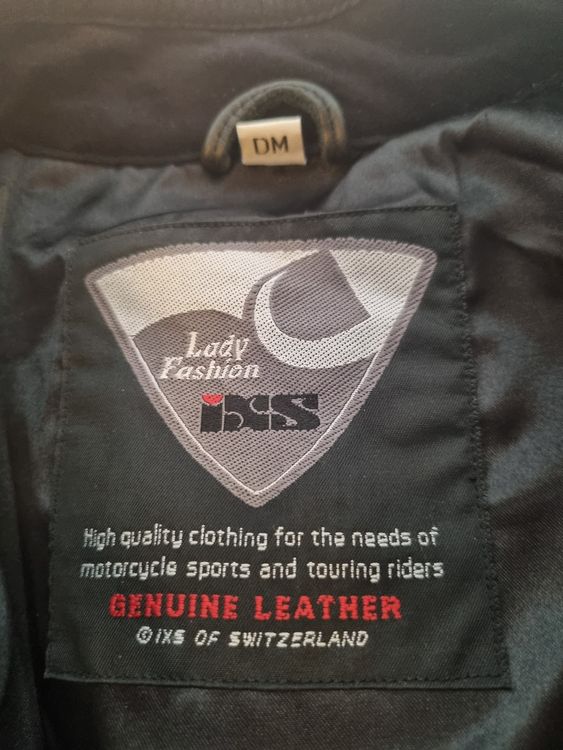 DM
Lady
Fashion
iXS
High quality clothing for the needs of
motorcycle sports and touring riders
GENUINE LEATHER
© iXS OF SWITZERLAND